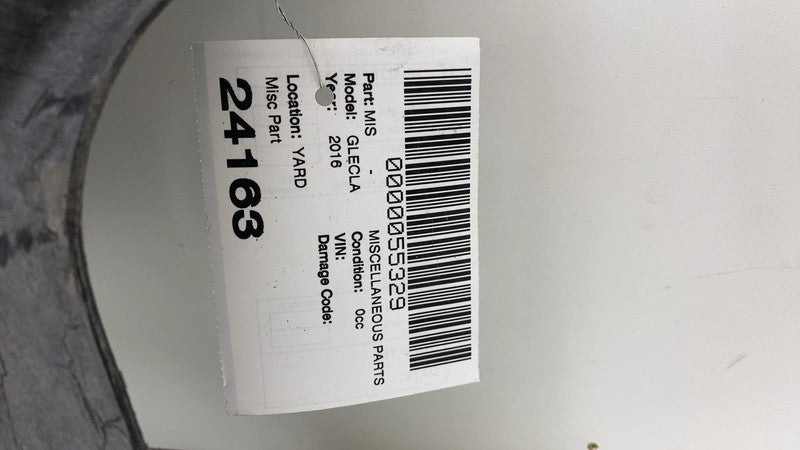 0000055329
Part: MIS - MISCELLANEOUS PARTS
Model: GLECLA Condition: 0cc
Year: 2016 VIN:
Damage Code:
Location: YARD
Misc Part
24163